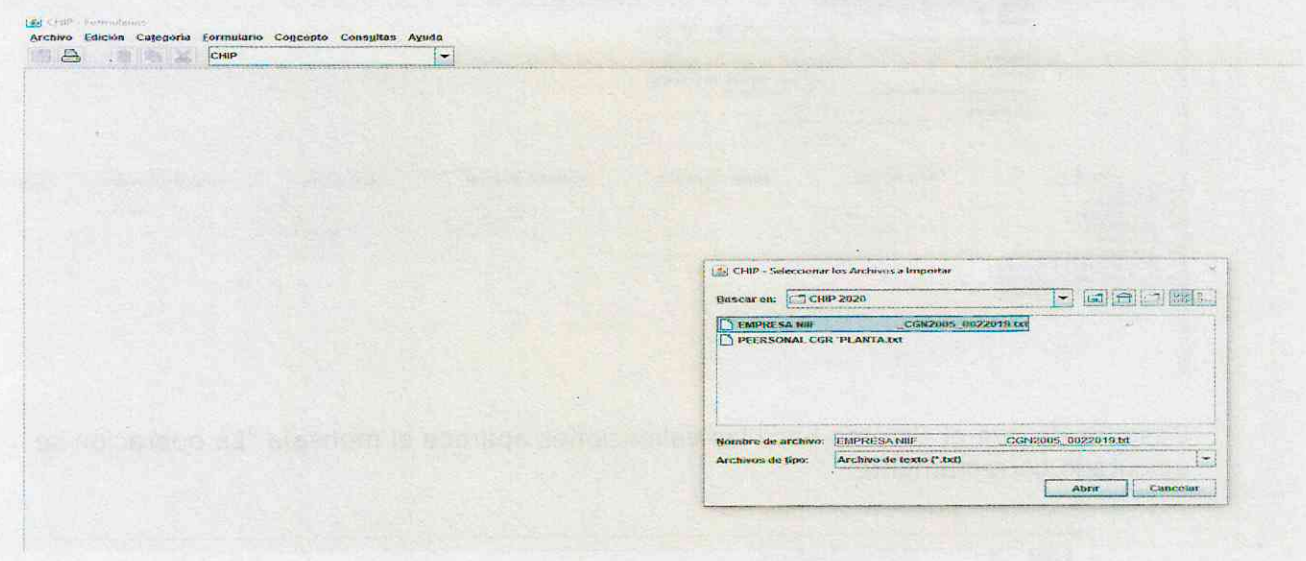 CHIP - Formularios
Archivo Edición Categoría Formulario Concepto Consultas Ayuda
CHIP
CHIP - Seleccionar los Archivos a Importar
Buscar en: CHIP 2020
EMPRESA NIIF _CGN2005_0022019.txt
PEERSONAL CGR PLANTA.txt
Nombre de archivo: EMPRESA NIIF CGN2005_0022019.txt
Archivos de tipo: Archivo de texto (*.txt)
Abrir Cancelar